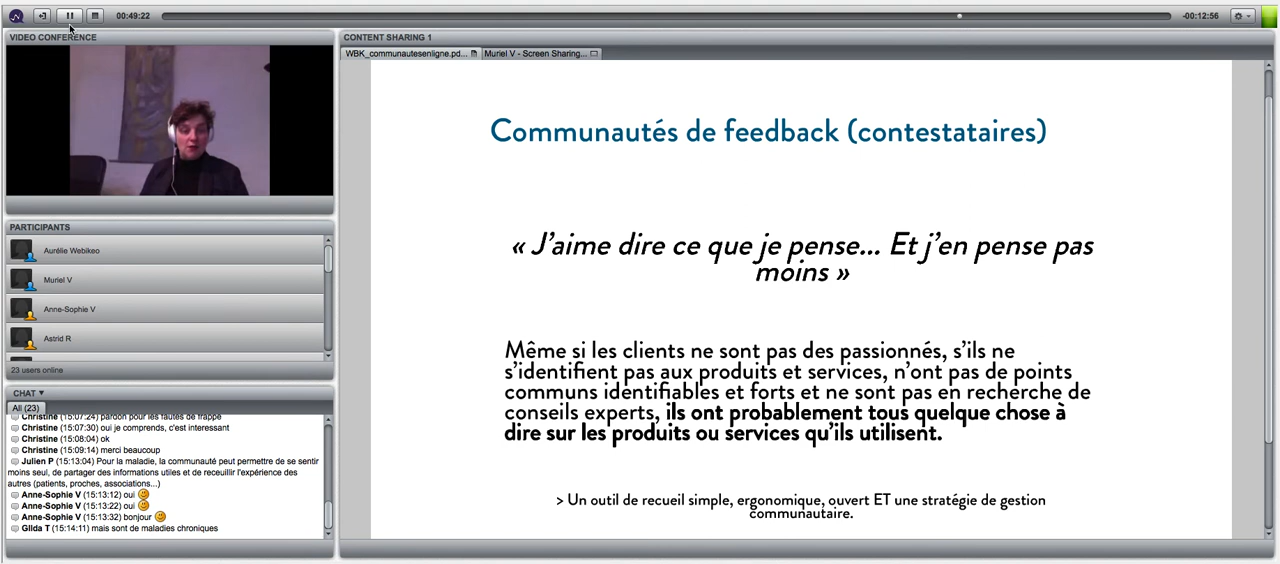 00:49:22
-00:12:56
VIDEO CONFERENCE
CONTENT SHARING 1
WBK_communautesenligne.pd...
Muriel V - Screen Sharing...
PARTICIPANTS
Aurélie Webikeo
Muriel V
Anne-Sophie V
Astrid R
23 users online
CHAT
All (23)
Christine (15:07:24) pardon pour les fautes de frappe
Christine (15:07:30) oui je comprends, c'est interessant
Christine (15:08:04) ok
Christine (15:09:14) merci beaucoup
Julien P (15:13:04) Pour la maladie, la communauté peut permettre de se sentir
moins seul, de partager des informations utiles et de receuillir l'expérience des
autres (patients, proches, associations...)
Anne-Sophie V (15:13:12) oui
Anne-Sophie V (15:13:22) oui
Anne-Sophie V (15:13:32) bonjour
Gilda T (15:14:11) mais sont de maladies chroniques
Communautés de feedback (contestataires)
« J'aime dire ce que je pense... Et j'en pense pas
moins »
Même si les clients ne sont pas des passionnés, s'ils ne
s'identifient pas aux produits et services, n'ont pas de points
communs identifiables et forts et ne sont pas en recherche de
conseils experts, ils ont probablement tous quelque chose à
dire sur les produits ou services qu'ils utilisent.
> Un outil de recueil simple, ergonomique, ouvert ET une stratégie de gestion
communautaire.